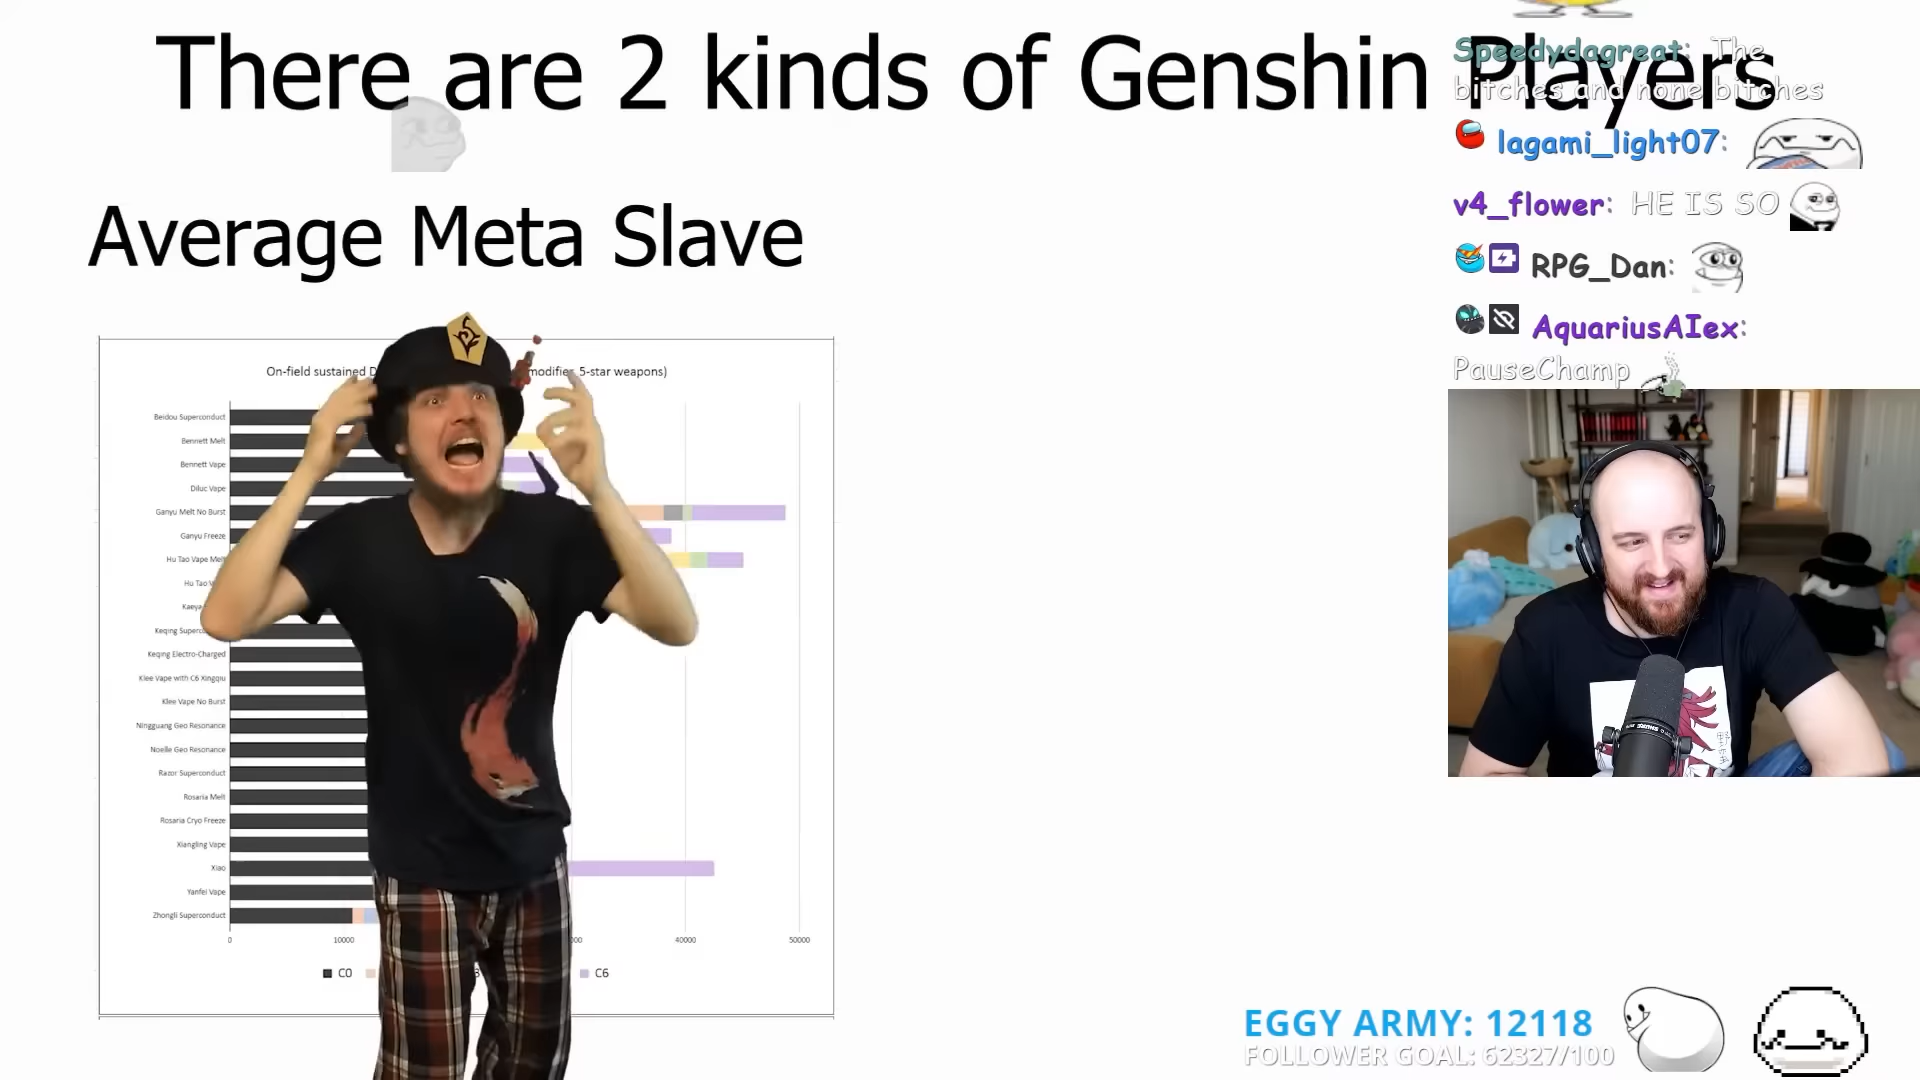 There are 2 kinds of Genshin Players
Average Meta Slave
On-field sustained
5-star weapons)
Beidou Superconduct
Bennett Melt
Bennett Vape
Diluc Vape
Ganyu Melt No Burst
Ganyu Freeze
Hu Tao Vape Melt
Hu Tao
Kaeya
Keqing
Keqing Electro-Charged
Klee Vape with C6 Xingqiu
Klee Vape No Burst
Ningguang Geo Resonance
Noelle Geo Resonance
Razor Superconduct
Rosaria Melt
Rosaria Cryo Freeze
Xiangling Vape
Xiao
Yanfei Vape
Zhongli Superconduct
0 10000 40000 50000
C0 C6
Speedydagreat: The
bitches and none bitches
lagami_light07:
v4_flower: HE IS SO
RPG_Dan:
AquariusAIex:
PauseChamp
EGGY ARMY: 12118
FOLLOWER GOAL: 62327/100